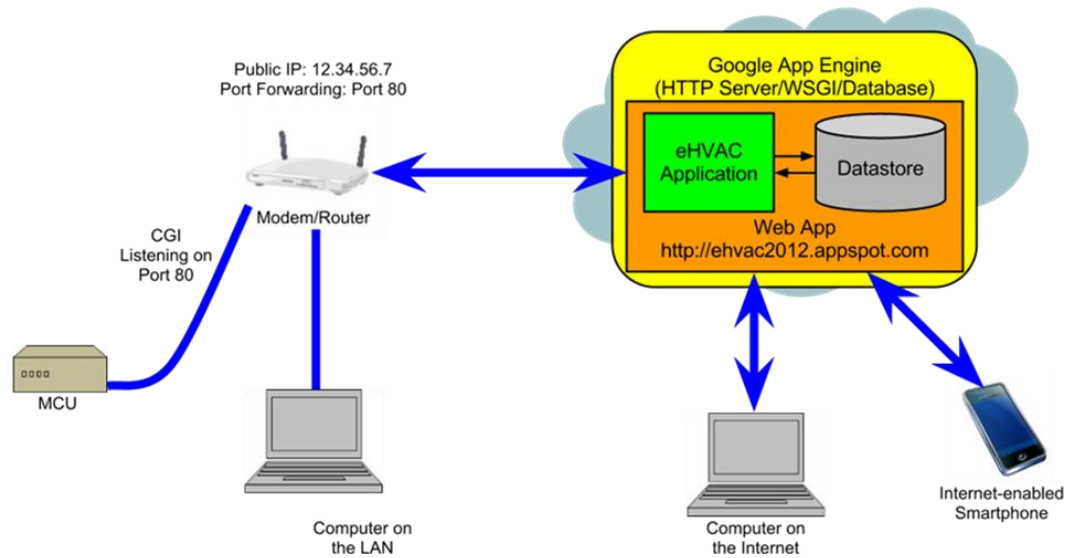 Public IP: 12.34.56.7
Port Forwarding: Port 80
Modem/Router
CGI
Listening on
Port 80
MCU
Computer on
the LAN
Google App Engine
(HTTP Server/WSGI/Database)
eHVAC
Application
Datastore
Web App
http://ehvac2012.appspot.com
Computer on
the Internet
Internet-enabled
Smartphone